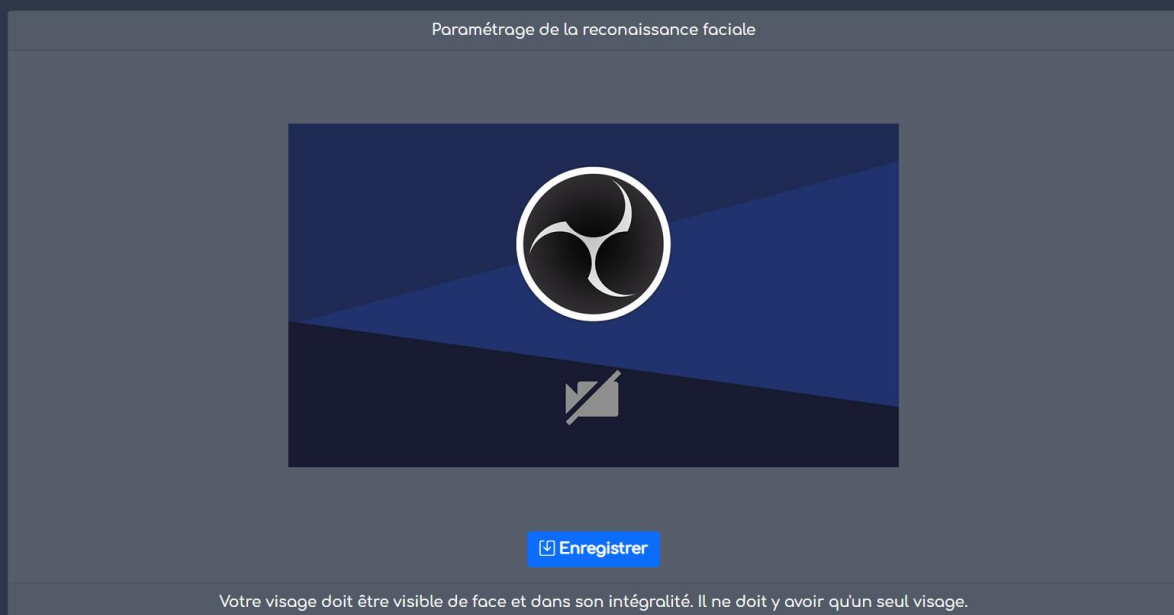 Paramétrage de la reconaissance faciale
Enregistrer
Votre visage doit être visible de face et dans son intégralité. Il ne doit y avoir qu'un seul visage.